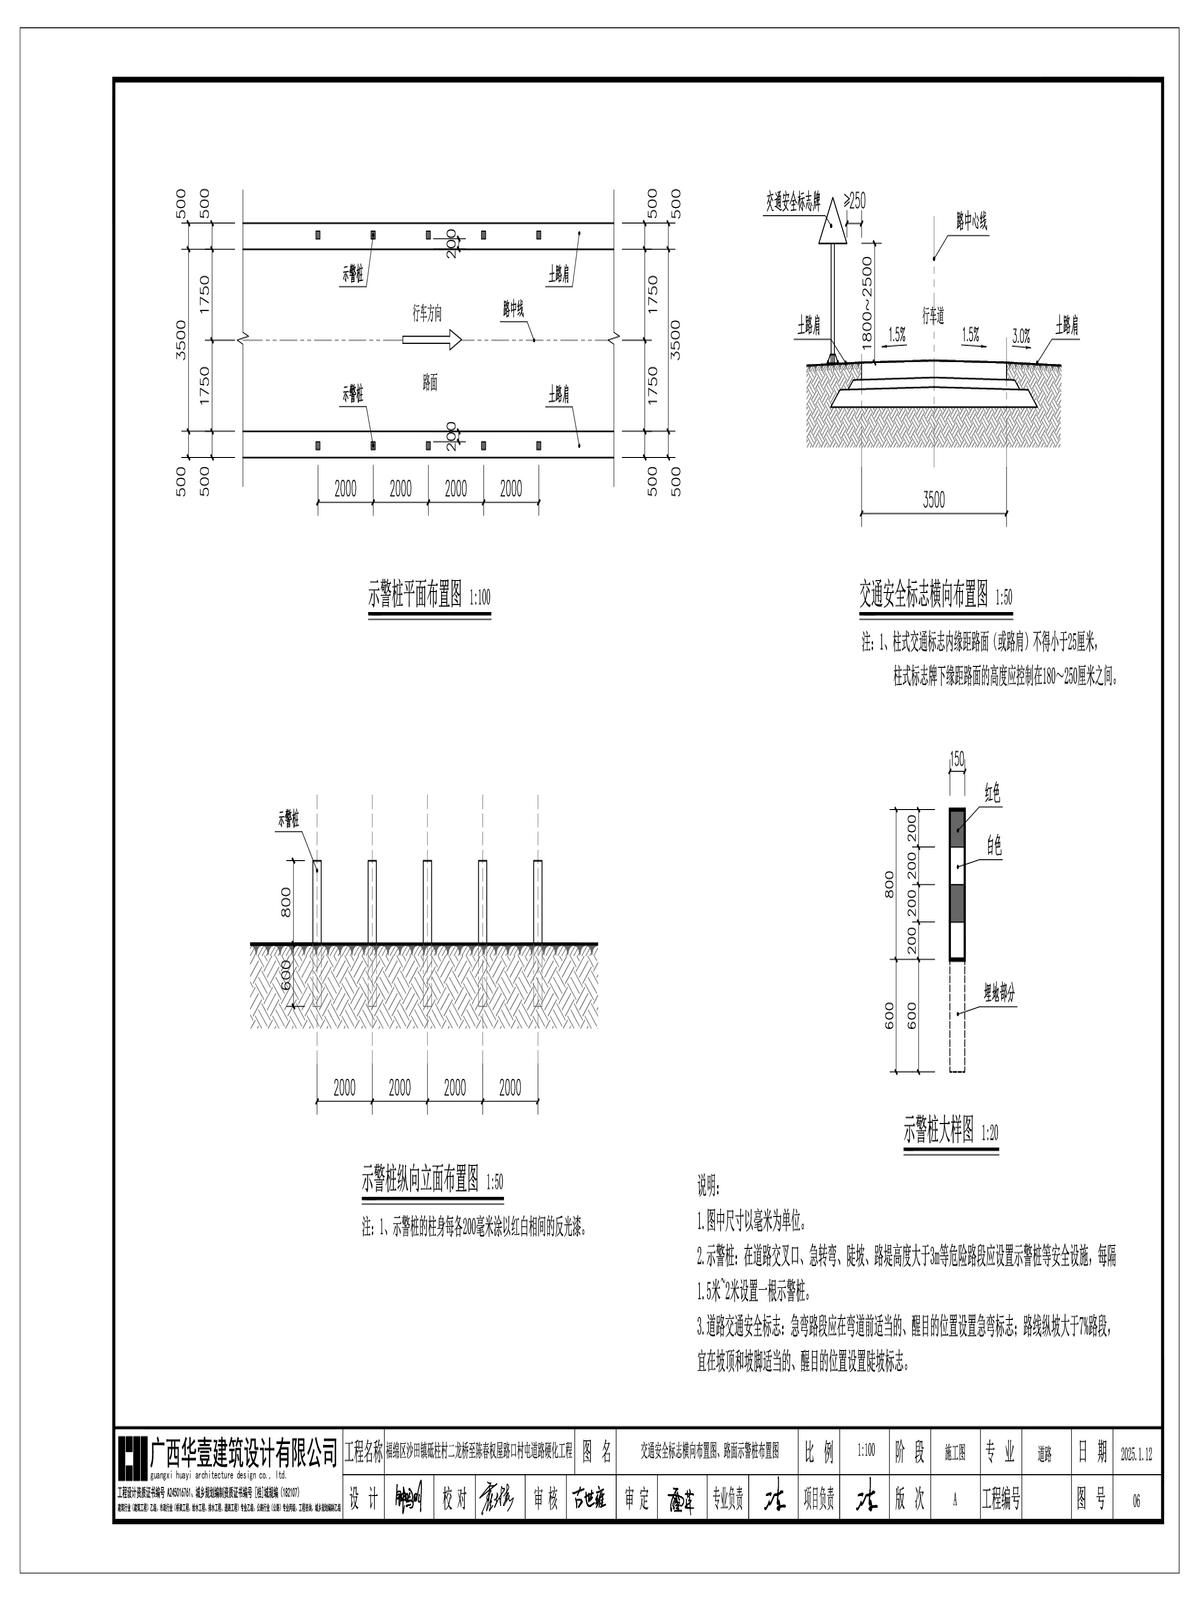 500 500
500 500
200
示警桩
土路肩
1750
3500
1750
行车方向
路中线
路面
1750
3500
1750
示警桩
土路肩
200
500 500
500 500
2000 2000 2000 2000
示警桩平面布置图 1:100
交通安全标志牌
≥250
路中心线
1800~2500
行车道
土路肩
1.5%
1.5%
3.0%
土路肩
3500
交通安全标志横向布置图 1:50
注：1、柱式交通标志内缘距路面（或路肩）不得小于25厘米，
柱式标志牌下缘距路面的高度应控制在180~250厘米之间。
示警桩
800
600
2000 2000 2000 2000
示警桩纵向立面布置图 1:50
注：1、示警桩的柱身每各200毫米涂以红白相间的反光漆。
150
红色
白色
800
200
200
200
200
600
600
埋地部分
示警桩大样图 1:20
说明：
1.图中尺寸以毫米为单位。
2.示警桩：在道路交叉口、急转弯、陡坡、路堤高度大于3m等危险路段应设置示警桩等安全设施，每隔
1.5米~2米设置一根示警桩。
3.道路交通安全标志：急弯路段应在弯道前适当的、醒目的位置设置急弯标志；路线纵坡大于7%路段，
宜在坡顶和坡脚适当的、醒目的位置设置陡坡标志。
广西华壹建筑设计有限公司
guangxi huayi architecture design co., ltd.
工程设计资质证书编号 A245016761、城乡规划编制资质证书编号 [桂]城规编 (102107)
工程名称 福绵区沙田镇砥柱村二龙桥至陈春权屋路口村屯道路硬化工程 图 名 交通安全标志横向布置图、路面示警桩布置图 比 例 1:100 阶 段 施工图 专 业 道路 日 期 2025.1.12
设 计 校 对 审 核 审 定 专业负责 项目负责 版 次 A 工程编号 图 号 06